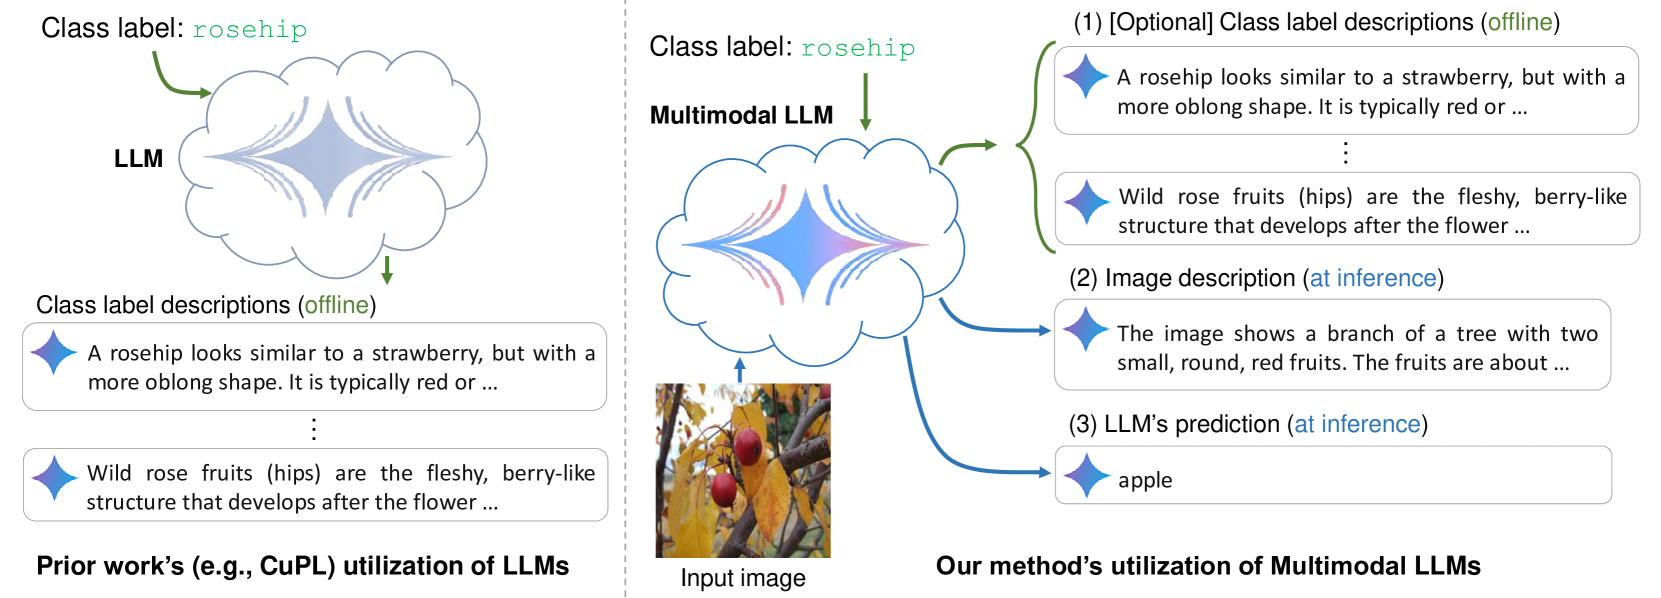 Class label: rosehip
LLM
Class label descriptions (offline)
A rosehip looks similar to a strawberry, but with a
more oblong shape. It is typically red or ...
⋮
Wild rose fruits (hips) are the fleshy, berry-like
structure that develops after the flower ...
Prior work's (e.g., CuPL) utilization of LLMs
Class label: rosehip
Multimodal LLM
Input image
(1) [Optional] Class label descriptions (offline)
A rosehip looks similar to a strawberry, but with a
more oblong shape. It is typically red or ...
⋮
Wild rose fruits (hips) are the fleshy, berry-like
structure that develops after the flower ...
(2) Image description (at inference)
The image shows a branch of a tree with two
small, round, red fruits. The fruits are about ...
(3) LLM's prediction (at inference)
apple
Our method's utilization of Multimodal LLMs